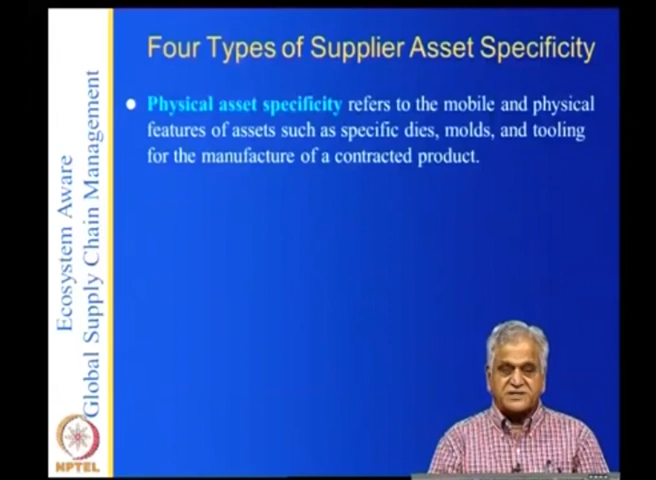 Four Types of Supplier Asset Specificity
Physical asset specificity refers to the mobile and physical
features of assets such as specific dies, molds, and tooling
for the manufacture of a contracted product.
Ecosystem Aware
Global Supply Chain Management
NPTEL